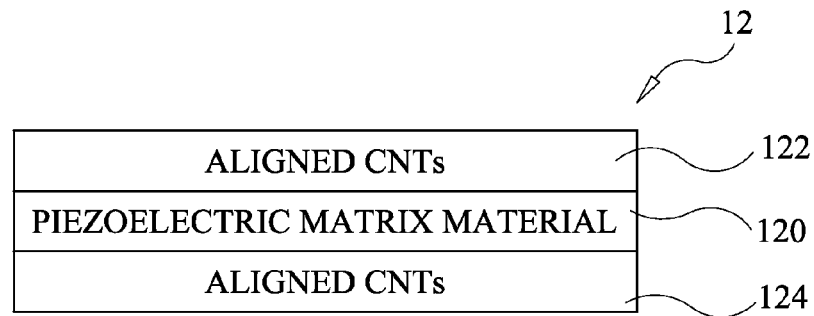 12
ALIGNED CNTs
122
PIEZOELECTRIC MATRIX MATERIAL
120
ALIGNED CNTs
124